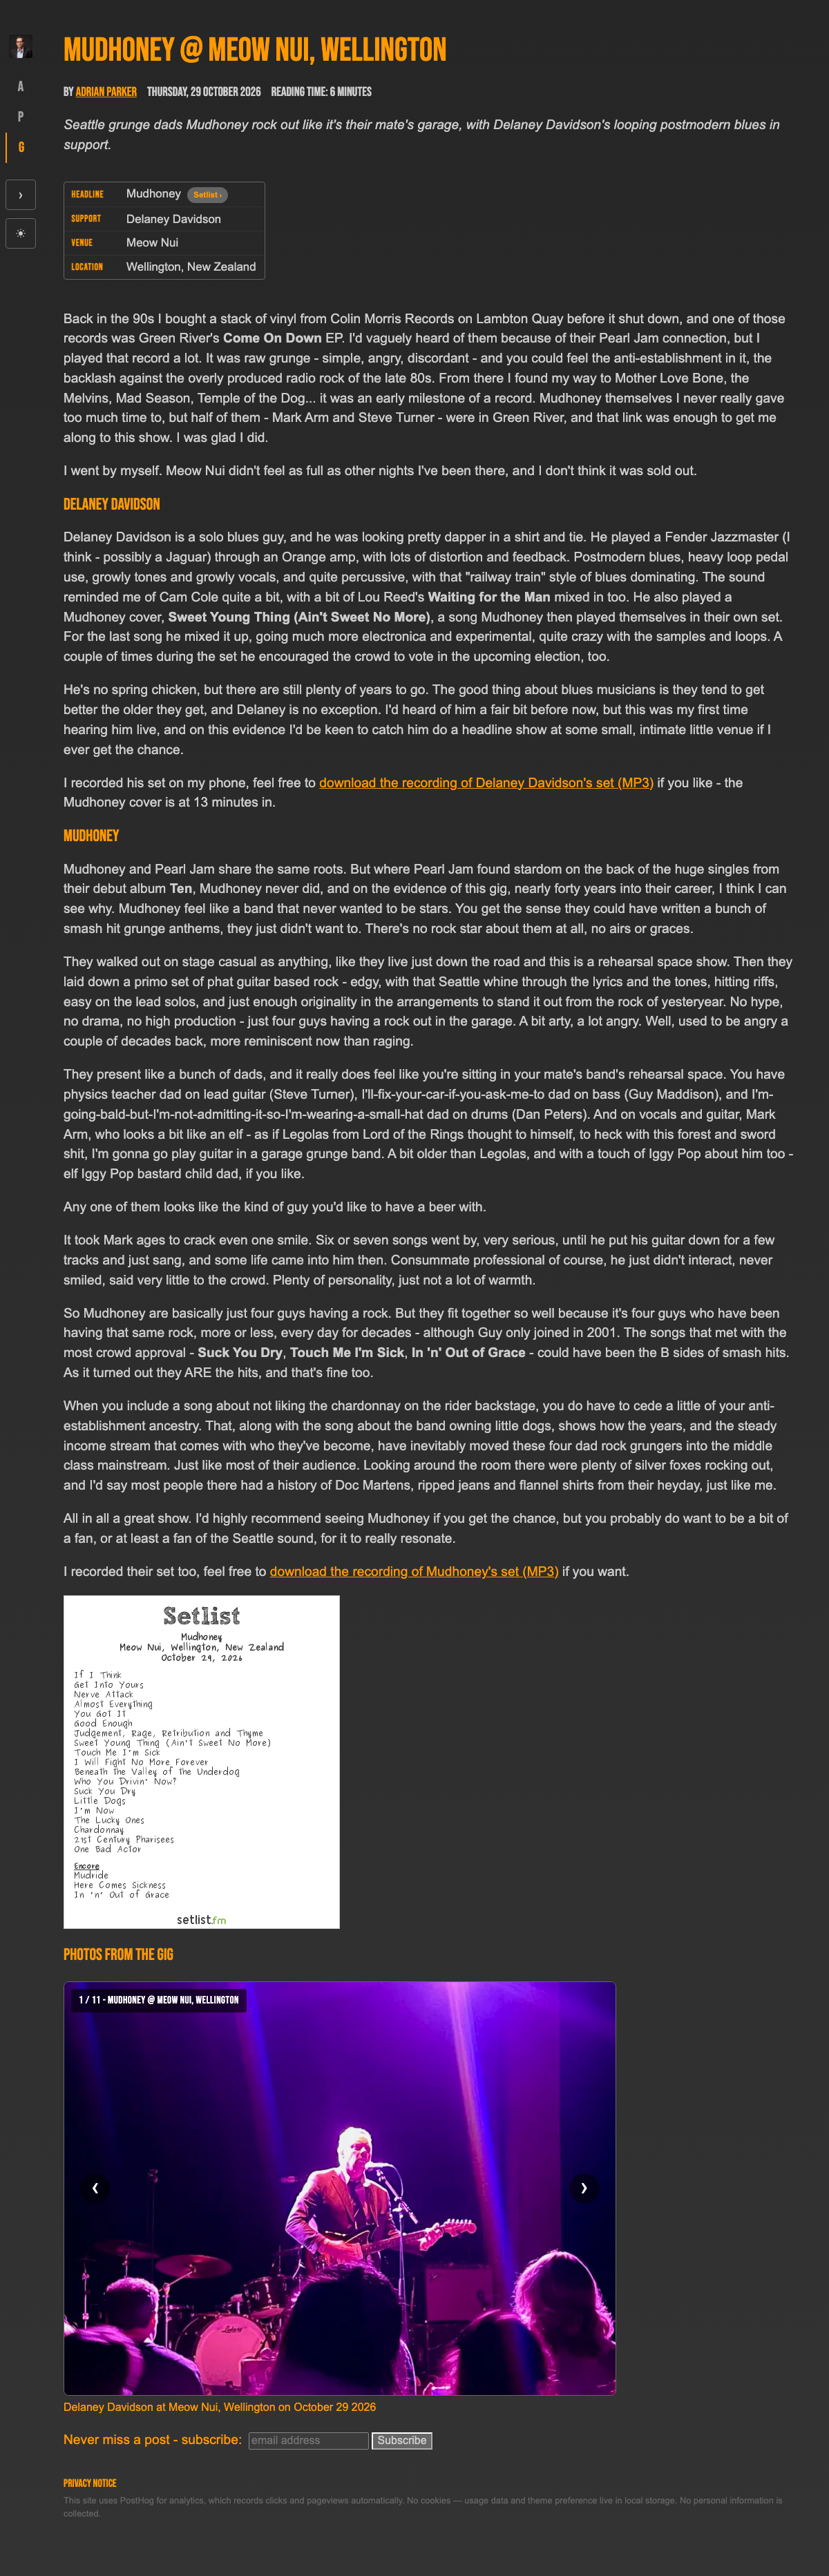 MUDHONEY @ MEOW NUI, WELLINGTON
BY ADRIAN PARKER THURSDAY, 29 OCTOBER 2026 READING TIME: 6 MINUTES
A
P
G
Seattle grunge dads Mudhoney rock out like it's their mate's garage, with Delaney Davidson's looping postmodern blues in
support.
HEADLINE Mudhoney Setlist ›
SUPPORT Delaney Davidson
VENUE Meow Nui
LOCATION Wellington, New Zealand
Back in the 90s I bought a stack of vinyl from Colin Morris Records on Lambton Quay before it shut down, and one of those
records was Green River's Come On Down EP. I'd vaguely heard of them because of their Pearl Jam connection, but I
played that record a lot. It was raw grunge - simple, angry, discordant - and you could feel the anti-establishment in it, the
backlash against the overly produced radio rock of the late 80s. From there I found my way to Mother Love Bone, the
Melvins, Mad Season, Temple of the Dog... it was an early milestone of a record. Mudhoney themselves I never really gave
too much time to, but half of them - Mark Arm and Steve Turner - were in Green River, and that link was enough to get me
along to this show. I was glad I did.
I went by myself. Meow Nui didn't feel as full as other nights I've been there, and I don't think it was sold out.
DELANEY DAVIDSON
Delaney Davidson is a solo blues guy, and he was looking pretty dapper in a shirt and tie. He played a Fender Jazzmaster (I
think - possibly a Jaguar) through an Orange amp, with lots of distortion and feedback. Postmodern blues, heavy loop pedal
use, growly tones and growly vocals, and quite percussive, with that "railway train" style of blues dominating. The sound
reminded me of Cam Cole quite a bit, with a bit of Lou Reed's Waiting for the Man mixed in too. He also played a
Mudhoney cover, Sweet Young Thing (Ain't Sweet No More), a song Mudhoney then played themselves in their own set.
For the last song he mixed it up, going much more electronica and experimental, quite crazy with the samples and loops. A
couple of times during the set he encouraged the crowd to vote in the upcoming election, too.
He's no spring chicken, but there are still plenty of years to go. The good thing about blues musicians is they tend to get
better the older they get, and Delaney is no exception. I'd heard of him a fair bit before now, but this was my first time
hearing him live, and on this evidence I'd be keen to catch him do a headline show at some small, intimate little venue if I
ever get the chance.
I recorded his set on my phone, feel free to download the recording of Delaney Davidson's set (MP3) if you like - the
Mudhoney cover is at 13 minutes in.
MUDHONEY
Mudhoney and Pearl Jam share the same roots. But where Pearl Jam found stardom on the back of the huge singles from
their debut album Ten, Mudhoney never did, and on the evidence of this gig, nearly forty years into their career, I think I can
see why. Mudhoney feel like a band that never wanted to be stars. You get the sense they could have written a bunch of
smash hit grunge anthems, they just didn't want to. There's no rock star about them at all, no airs or graces.
They walked out on stage casual as anything, like they live just down the road and this is a rehearsal space show. Then they
laid down a primo set of phat guitar based rock - edgy, with that Seattle whine through the lyrics and the tones, hitting riffs,
easy on the lead solos, and just enough originality in the arrangements to stand it out from the rock of yesteryear. No hype,
no drama, no high production - just four guys having a rock out in the garage. A bit arty, a lot angry. Well, used to be angry a
couple of decades back, more reminiscent now than raging.
They present like a bunch of dads, and it really does feel like you're sitting in your mate's band's rehearsal space. You have
physics teacher dad on lead guitar (Steve Turner), I'll-fix-your-car-if-you-ask-me-to dad on bass (Guy Maddison), and I'm-
going-bald-but-I'm-not-admitting-it-so-I'm-wearing-a-small-hat dad on drums (Dan Peters). And on vocals and guitar, Mark
Arm, who looks a bit like an elf - as if Legolas from Lord of the Rings thought to himself, to heck with this forest and sword
shit, I'm gonna go play guitar in a garage grunge band. A bit older than Legolas, and with a touch of Iggy Pop about him too -
elf Iggy Pop bastard child dad, if you like.
Any one of them looks like the kind of guy you'd like to have a beer with.
It took Mark ages to crack even one smile. Six or seven songs went by, very serious, until he put his guitar down for a few
tracks and just sang, and some life came into him then. Consummate professional of course, he just didn't interact, never
smiled, said very little to the crowd. Plenty of personality, just not a lot of warmth.
So Mudhoney are basically just four guys having a rock. But they fit together so well because it's four guys who have been
having that same rock, more or less, every day for decades - although Guy only joined in 2001. The songs that met with the
most crowd approval - Suck You Dry, Touch Me I'm Sick, In 'n' Out of Grace - could have been the B sides of smash hits.
As it turned out they ARE the hits, and that's fine too.
When you include a song about not liking the chardonnay on the rider backstage, you do have to cede a little of your anti-
establishment ancestry. That, along with the song about the band owning little dogs, shows how the years, and the steady
income stream that comes with who they've become, have inevitably moved these four dad rock grungers into the middle
class mainstream. Just like most of their audience. Looking around the room there were plenty of silver foxes rocking out,
and I'd say most people there had a history of Doc Martens, ripped jeans and flannel shirts from their heyday, just like me.
All in all a great show. I'd highly recommend seeing Mudhoney if you get the chance, but you probably do want to be a bit of
a fan, or at least a fan of the Seattle sound, for it to really resonate.
I recorded their set too, feel free to download the recording of Mudhoney's set (MP3) if you want.
Setlist
Mudhoney
Meow Nui, Wellington, New Zealand
October 29, 2026
If I Think
Get Into Yours
Nerve Attack
Almost Everything
You Got It
Good Enough
Judgement, Rage, Retribution and Thyme
Sweet Young Thing (Ain't Sweet No More)
Touch Me I'm Sick
I Will Fight No More Forever
Beneath the Valley of the Underdog
Who You Drivin' Now?
Suck You Dry
Little Dogs
I'm Now
The Lucky Ones
Chardonnay
21st Century Pharisees
One Bad Actor
Encore
Mudride
Here Comes Sickness
In 'n' Out of Grace
setlist.fm
PHOTOS FROM THE GIG
1 / 11 - MUDHONEY @ MEOW NUI, WELLINGTON
Ludwig
Delaney Davidson at Meow Nui, Wellington on October 29 2026
Never miss a post - subscribe: email address Subscribe
PRIVACY NOTICE
This site uses PostHog for analytics, which records clicks and pageviews automatically. No cookies — usage data and theme preference live in local storage. No personal information is
collected.